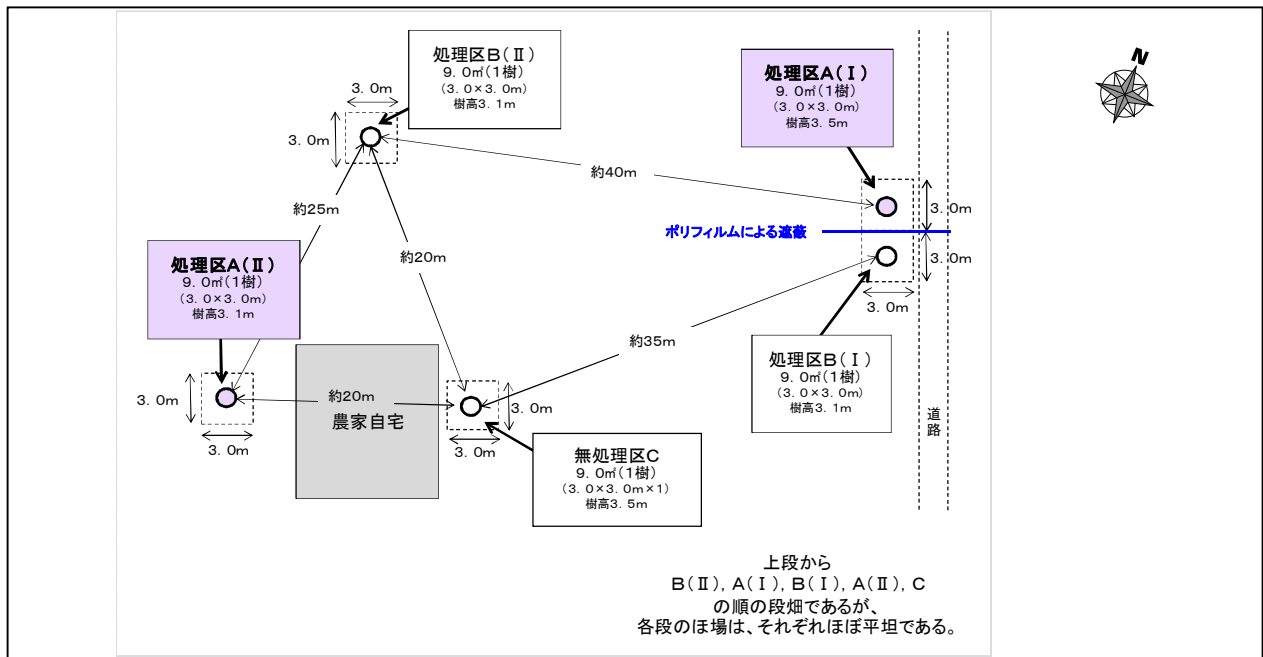 処理区B(Ⅱ)
9.0㎡(1樹)
(3.0×3.0m)
樹高3.1m
処理区A(Ⅰ)
9.0㎡(1樹)
(3.0×3.0m)
樹高3.5m
N
3.0m
3.0m
約40m
約25m
3.0m
ポリフィルムによる遮蔽
3.0m
約20m
処理区A(Ⅱ)
9.0㎡(1樹)
(3.0×3.0m)
樹高3.1m
3.0m
約35m
処理区B(Ⅰ)
9.0㎡(1樹)
(3.0×3.0m)
樹高3.1m
3.0m
約20m
農家自宅
3.0m
道路
3.0m
3.0m
無処理区C
9.0㎡(1樹)
(3.0×3.0m×1)
樹高3.5m
上段から
B(Ⅱ), A(Ⅰ), B(Ⅰ), A(Ⅱ), C
の順の段畑であるが、
各段のほ場は、それぞれほぼ平坦である。